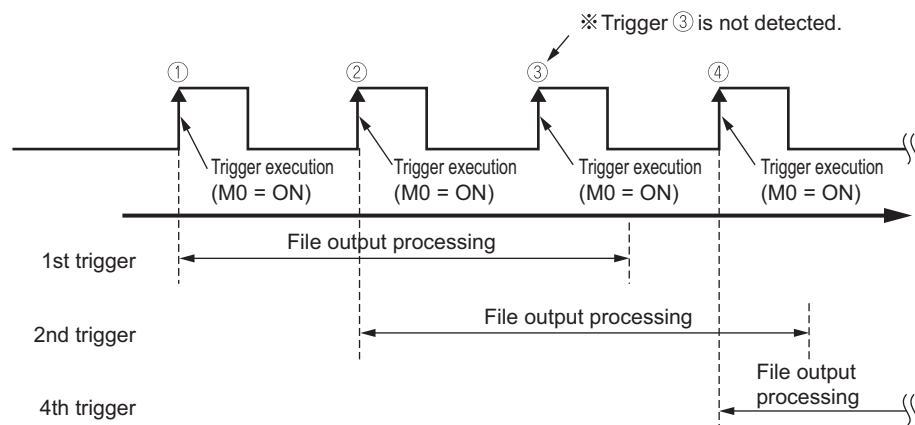 ※ Trigger ③ is not detected.
① ② ③ ④
Trigger execution Trigger execution Trigger execution Trigger execution
(M0 = ON) (M0 = ON) (M0 = ON) (M0 = ON)
File output processing
1st trigger
File output processing
2nd trigger
File output
processing
4th trigger